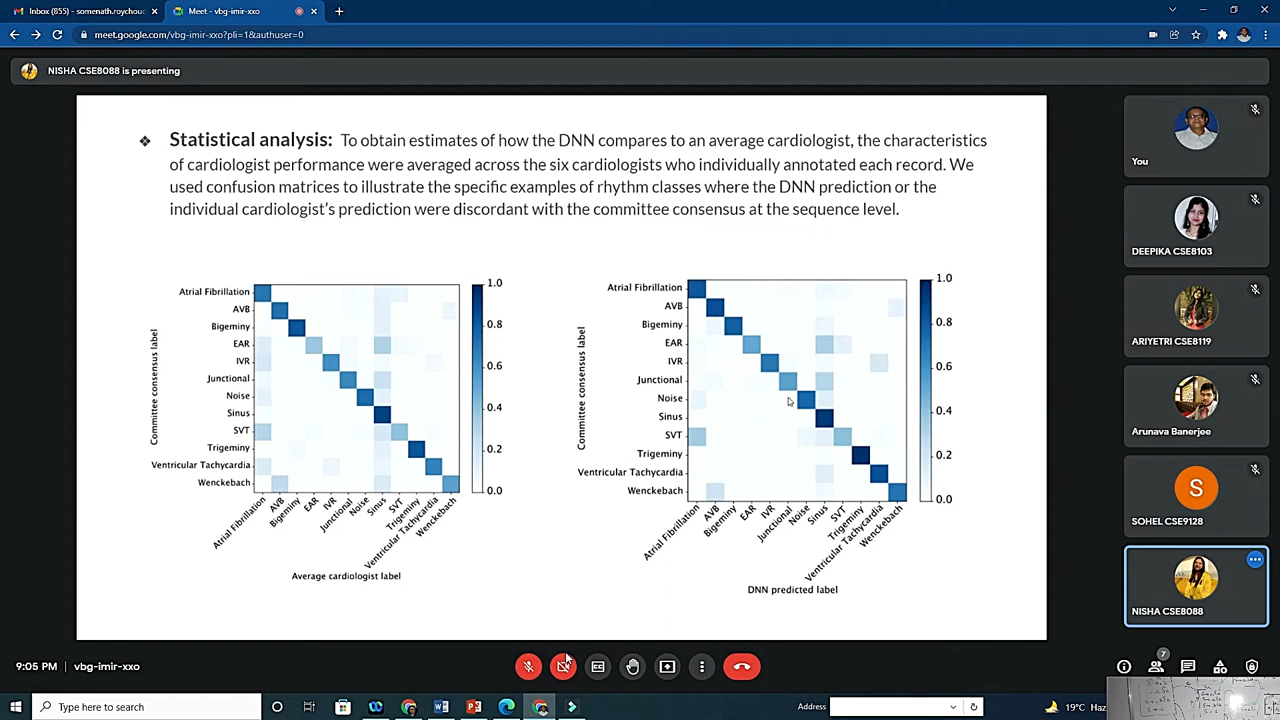 Inbox (855) - somenath.roychou
Meet - vbg-imir-xxo
meet.google.com/vbg-imir-xxo?pli=1&authuser=0
NISHA CSE8088 is presenting
❖ Statistical analysis: To obtain estimates of how the DNN compares to an average cardiologist, the characteristics
of cardiologist performance were averaged across the six cardiologists who individually annotated each record. We
used confusion matrices to illustrate the specific examples of rhythm classes where the DNN prediction or the
individual cardiologist's prediction were discordant with the committee consensus at the sequence level.
Committee consensus label
Atrial Fibrillation
AVB
Bigeminy
EAR
IVR
Junctional
Noise
Sinus
SVT
Trigeminy
Ventricular Tachycardia
Wenckebach
Atrial Fibrillation
AVB
Bigeminy
EAR
IVR
Junctional
Noise
Sinus
SVT
Trigeminy
Ventricular Tachycardia
Wenckebach
Average cardiologist label
1.0
0.8
0.6
0.4
0.2
0.0
Committee consensus label
Atrial Fibrillation
AVB
Bigeminy
EAR
IVR
Junctional
Noise
Sinus
SVT
Trigeminy
Ventricular Tachycardia
Wenckebach
Atrial Fibrillation
AVB
Bigeminy
EAR
IVR
Junctional
Noise
Sinus
SVT
Trigeminy
Ventricular Tachycardia
Wenckebach
DNN predicted label
1.0
0.8
0.6
0.4
0.2
0.0
You
DEEPIKA CSE8103
ARIYETRI CSE8119
Arunava Banerjee
S
SOHEL CSE9128
NISHA CSE8088
9:05 PM | vbg-imir-xxo
7
Type here to search
Address
19°C Haz